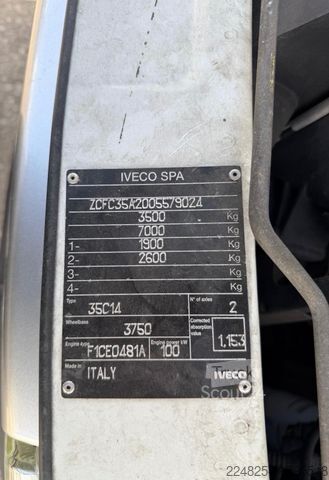 IVECO SPA
ZCFC35A2005579024
3500 Kg
7000 Kg
1- 1900 Kg
2- 2600 Kg
3- Kg
4- Kg
Type 35C14 N° of axles 2
Wheelbase 3750 Corrected absorption value 1,153
Engine type F1CE0481A Engine power kW 100
Made in ITALY IVECO